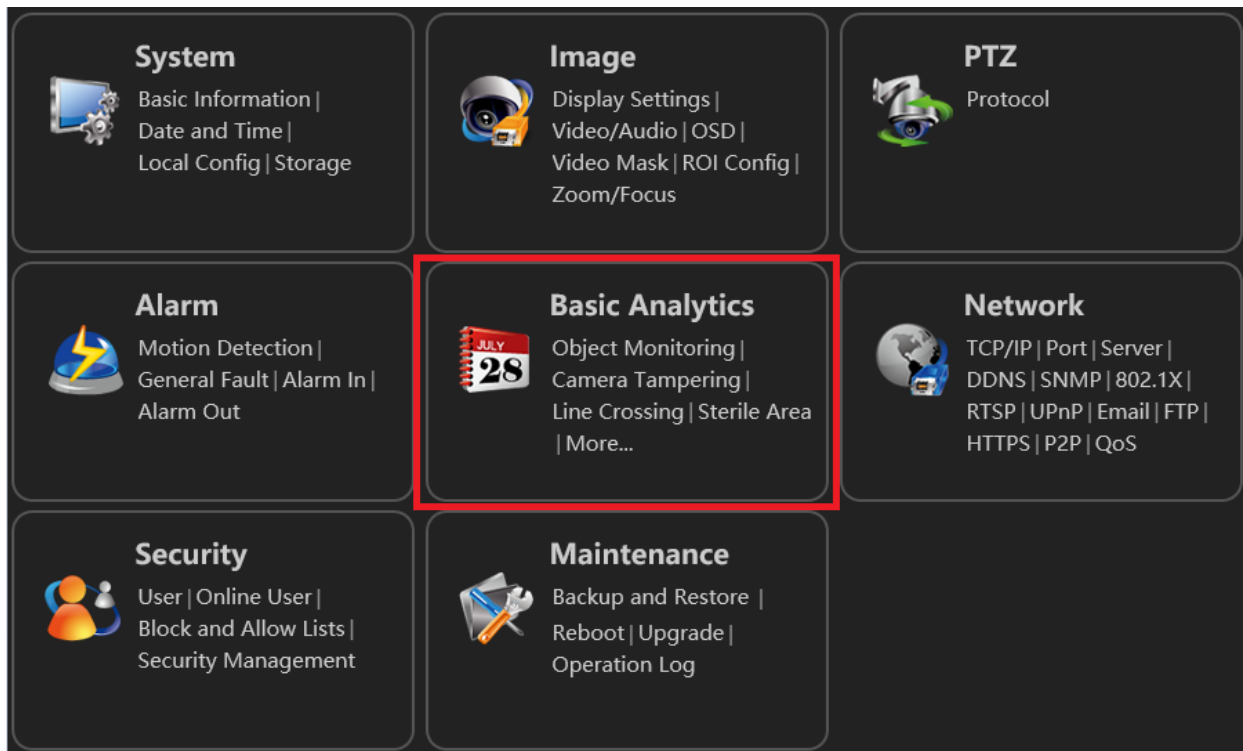 System
Basic Information |
Date and Time |
Local Config | Storage
Image
Display Settings |
Video/Audio | OSD |
Video Mask | ROI Config |
Zoom/Focus
PTZ
Protocol
Alarm
Motion Detection |
General Fault | Alarm In |
Alarm Out
JULY
28
Basic Analytics
Object Monitoring |
Camera Tampering |
Line Crossing | Sterile Area
| More...
Network
TCP/IP | Port | Server |
DDNS | SNMP | 802.1X |
RTSP | UPnP | Email | FTP |
HTTPS | P2P | QoS
Security
User | Online User |
Block and Allow Lists |
Security Management
Maintenance
Backup and Restore |
Reboot | Upgrade |
Operation Log